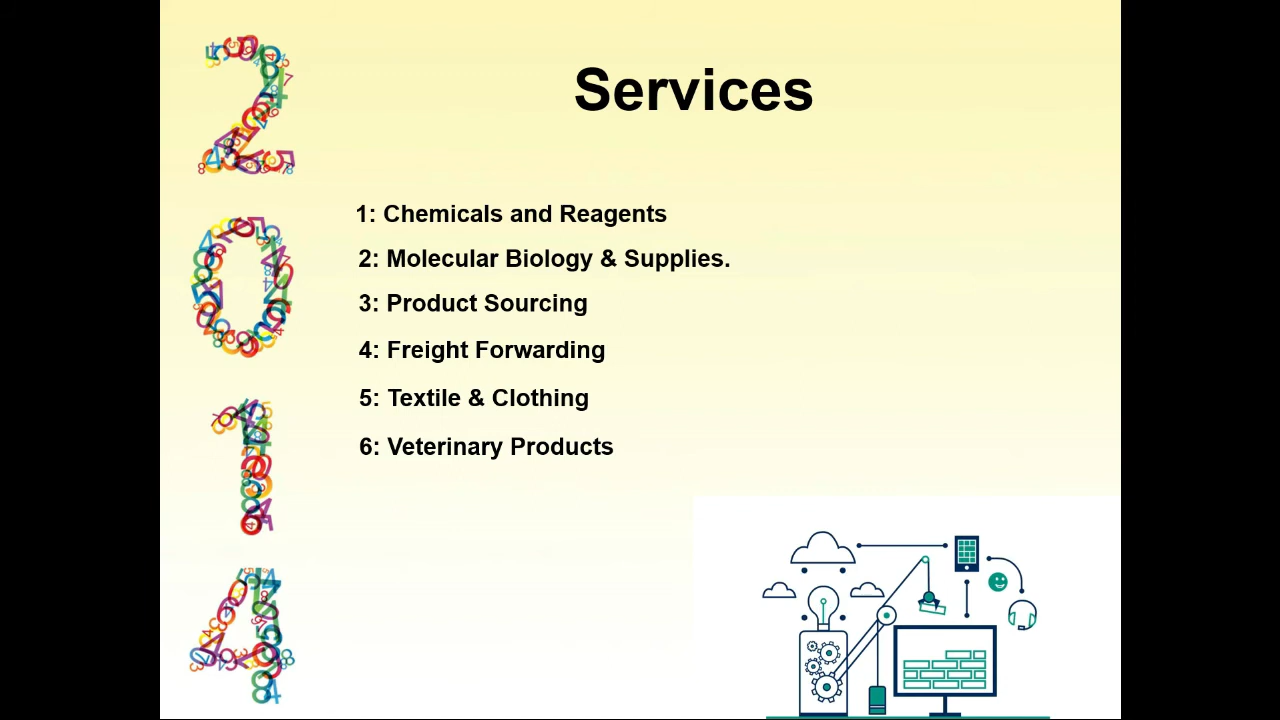 Services
1: Chemicals and Reagents
2: Molecular Biology & Supplies.
3: Product Sourcing
4: Freight Forwarding
5: Textile & Clothing
6: Veterinary Products
2
0
1
4